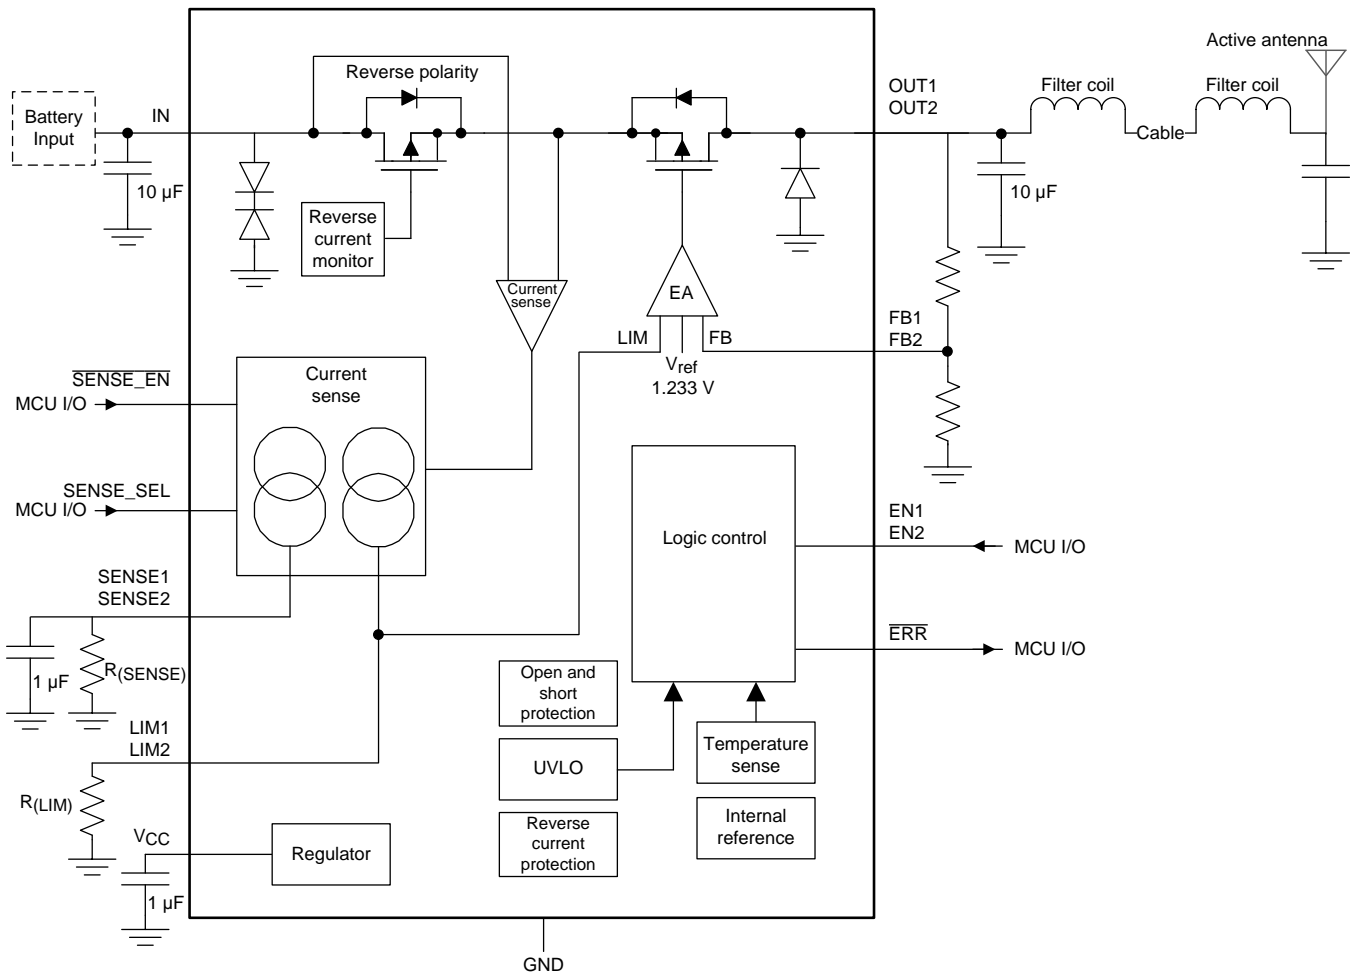 Active antenna
Reverse polarity
OUT1
OUT2
Filter coil
Filter coil
Battery
Input
IN
Cable
10 µF
10 µF
Reverse
current
monitor
Current
sense
EA
LIM
FB
FB1
FB2
Vref
1.233 V
SENSE_EN
MCU I/O
Current
sense
SENSE_SEL
MCU I/O
Logic control
EN1
EN2
MCU I/O
SENSE1
SENSE2
ERR
MCU I/O
1 µF
R(SENSE)
Open and
short
protection
LIM1
LIM2
UVLO
Temperature
sense
R(LIM)
VCC
1 µF
Regulator
Reverse
current
protection
Internal
reference
GND